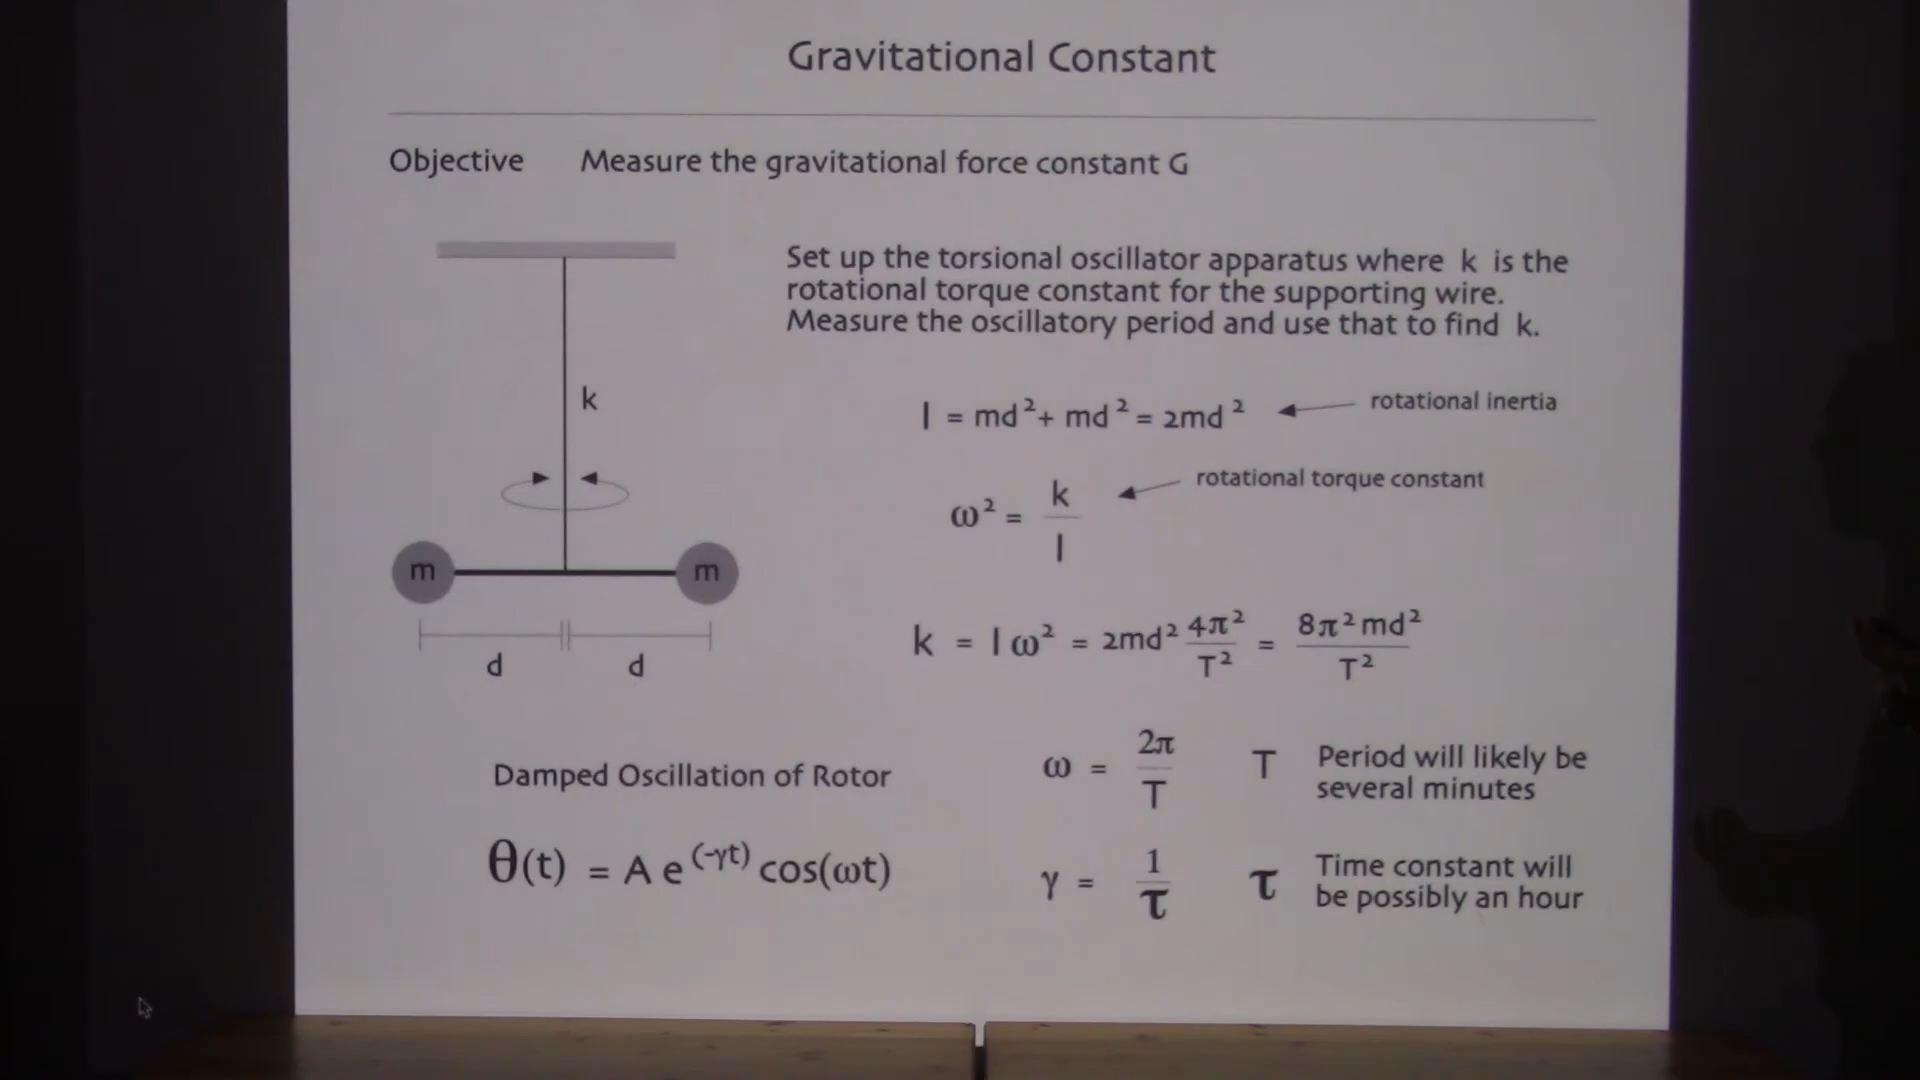 Gravitational Constant
Objective Measure the gravitational force constant G
Set up the torsional oscillator apparatus where k is the
rotational torque constant for the supporting wire.
Measure the oscillatory period and use that to find k.
k
I = md² + md² = 2md² rotational inertia
ω² = k / I rotational torque constant
m m
d d
k = I ω² = 2md² 4π² / T² = 8π² md² / T²
ω = 2π / T T Period will likely be
several minutes
Damped Oscillation of Rotor
θ(t) = A e^(-γt) cos(ωt)
γ = 1 / τ τ Time constant will
be possibly an hour